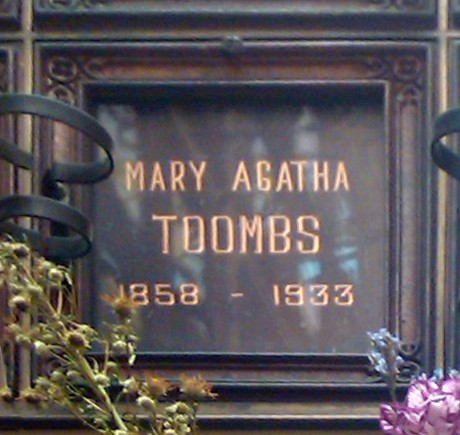 MARY AGATHA
TOOMBS
1858 - 1933